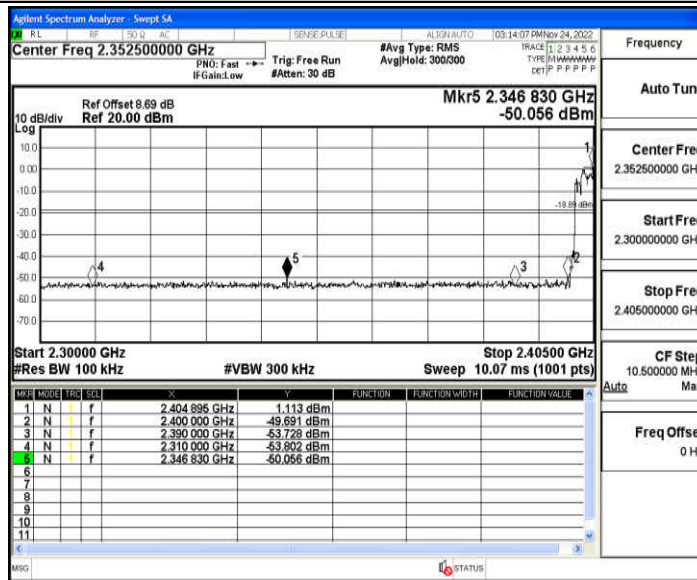 Agilent Spectrum Analyzer - Swept SA
RL RF 50 Ω AC SENSE:PULSE ALIGN AUTO 03:14:07 PM Nov 24, 2022
Center Freq 2.352500000 GHz
PNO: Fast
IFGain:Low
Trig: Free Run
#Atten: 30 dB
#Avg Type: RMS
Avg|Hold: 300/300
TRACE 1 2 3 4 5 6
TYPE M WWWWW
DET P P P P P P
Ref Offset 8.69 dB
10 dB/div Ref 20.00 dBm
Log
Mkr5 2.346 830 GHz
-50.056 dBm
10.0
0.00
-10.0
-20.0
-30.0
-40.0
-50.0
-60.0
-70.0
1
-18.89 dBm
4
5
3
2
Start 2.30000 GHz Stop 2.40500 GHz
#Res BW 100 kHz #VBW 300 kHz Sweep 10.07 ms (1001 pts)
MKR MODE TRC SCL X Y FUNCTION FUNCTION WIDTH FUNCTION VALUE
1 N 1 f 2.404 895 GHz 1.113 dBm
2 N 1 f 2.400 000 GHz -49.691 dBm
3 N 1 f 2.390 000 GHz -53.728 dBm
4 N 1 f 2.310 000 GHz -53.802 dBm
5 N 1 f 2.346 830 GHz -50.056 dBm
6
7
8
9
10
11
MSG STATUS
Frequency
Auto Tun
Center Fre
2.352500000 GH
Start Fre
2.300000000 GH
Stop Fre
2.405000000 GH
CF Step
10.500000 MH
Auto Ma
Freq Offse
0 H